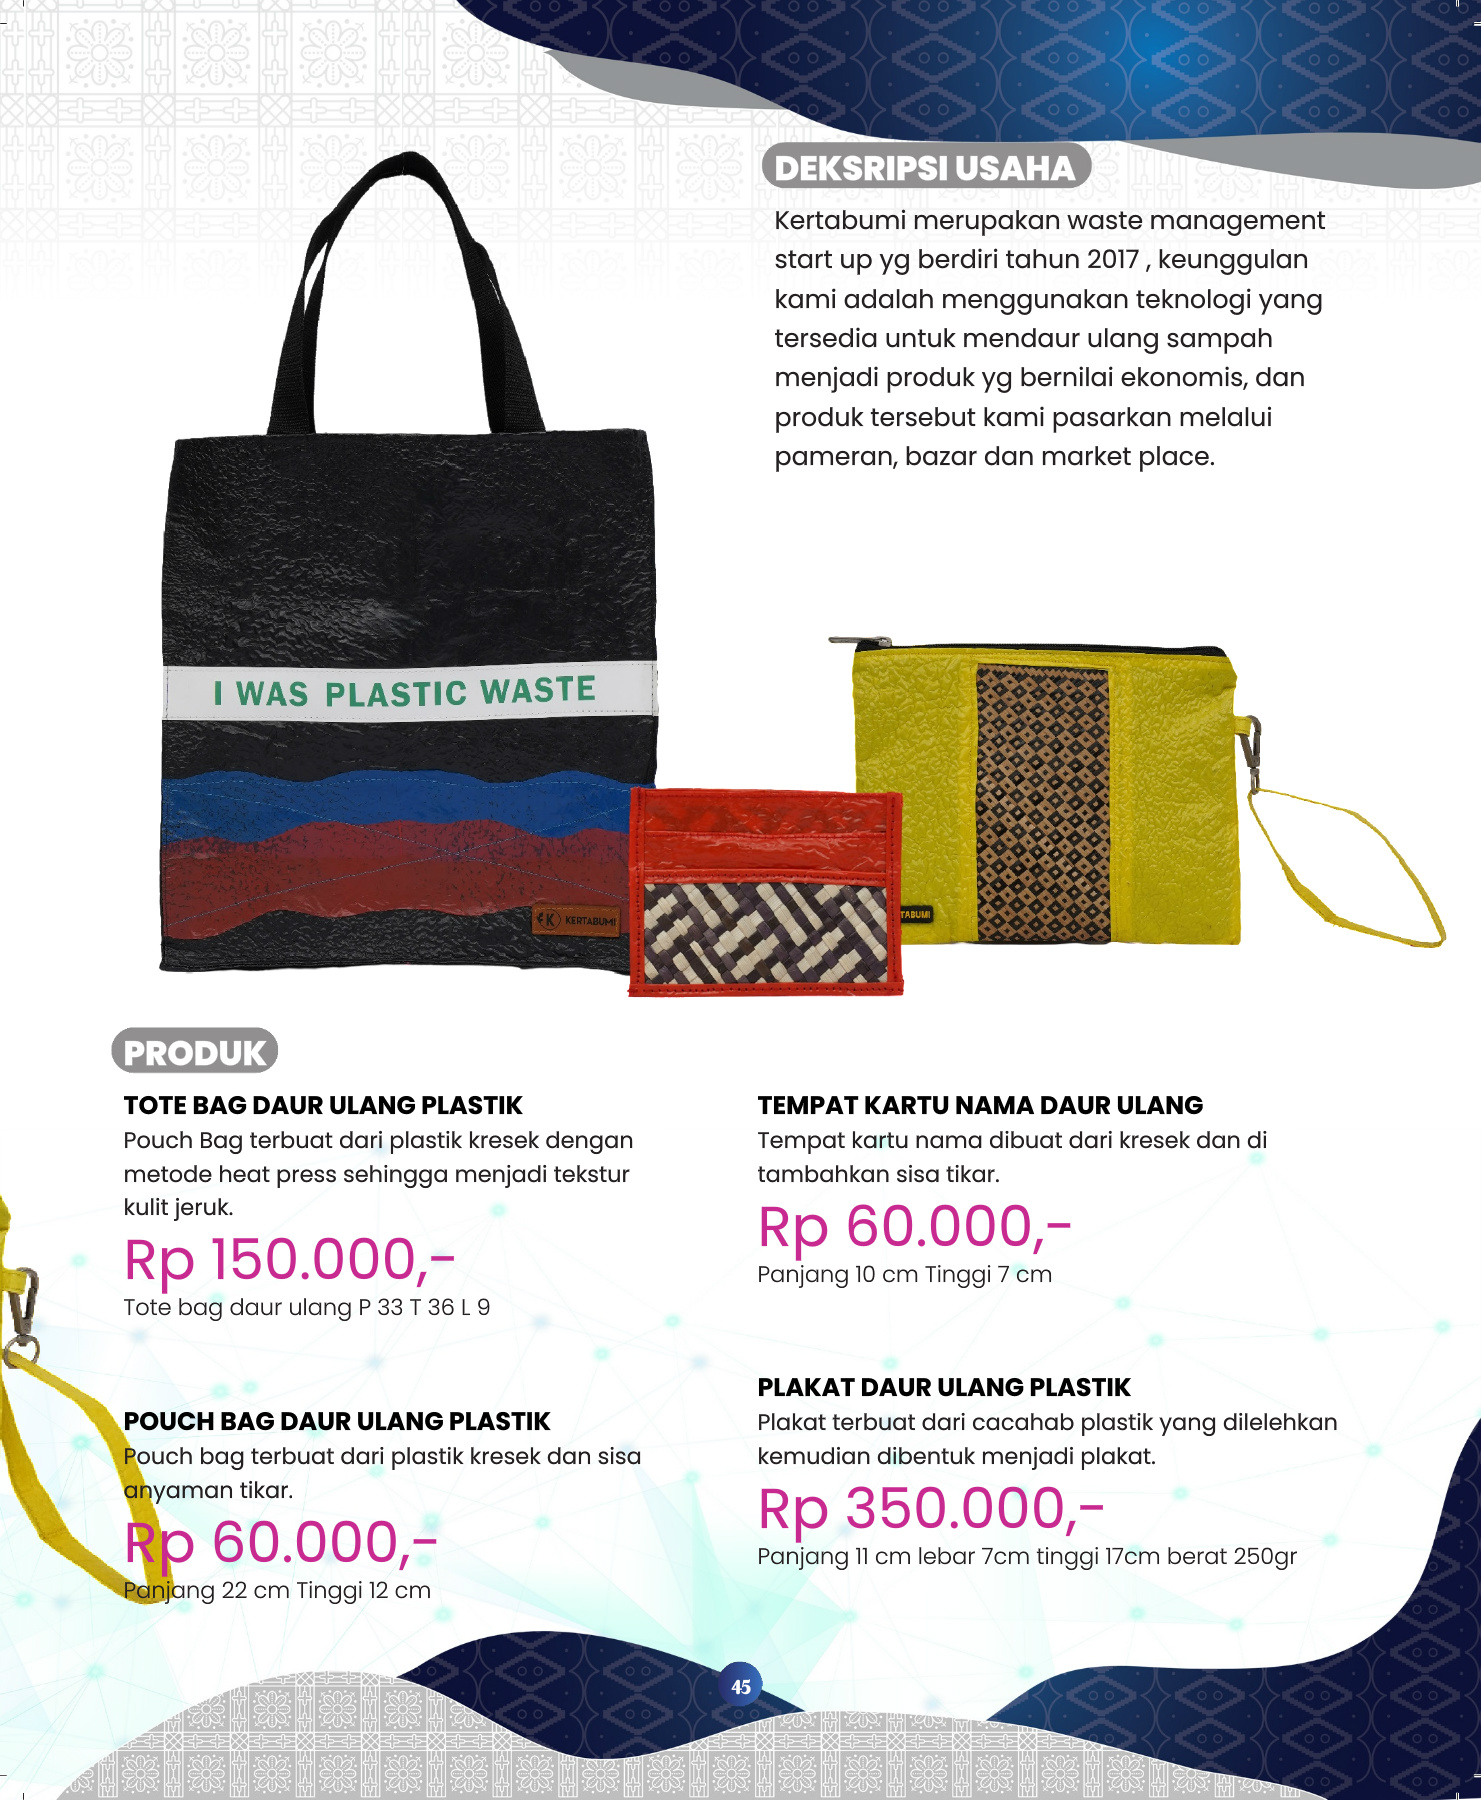 DEKSRIPSI USAHA
Kertabumi merupakan waste management
start up yg berdiri tahun 2017 , keunggulan
kami adalah menggunakan teknologi yang
tersedia untuk mendaur ulang sampah
menjadi produk yg bernilai ekonomis, dan
produk tersebut kami pasarkan melalui
pameran, bazar dan market place.
I WAS PLASTIC WASTE
K KERTABUMI
TABUMI
PRODUK
TOTE BAG DAUR ULANG PLASTIK
Pouch Bag terbuat dari plastik kresek dengan
metode heat press sehingga menjadi tekstur
kulit jeruk.
Rp 150.000,-
Tote bag daur ulang P 33 T 36 L 9
POUCH BAG DAUR ULANG PLASTIK
Pouch bag terbuat dari plastik kresek dan sisa
anyaman tikar.
Rp 60.000,-
Panjang 22 cm Tinggi 12 cm
TEMPAT KARTU NAMA DAUR ULANG
Tempat kartu nama dibuat dari kresek dan di
tambahkan sisa tikar.
Rp 60.000,-
Panjang 10 cm Tinggi 7 cm
PLAKAT DAUR ULANG PLASTIK
Plakat terbuat dari cacahab plastik yang dilelehkan
kemudian dibentuk menjadi plakat.
Rp 350.000,-
Panjang 11 cm lebar 7cm tinggi 17cm berat 250gr
45